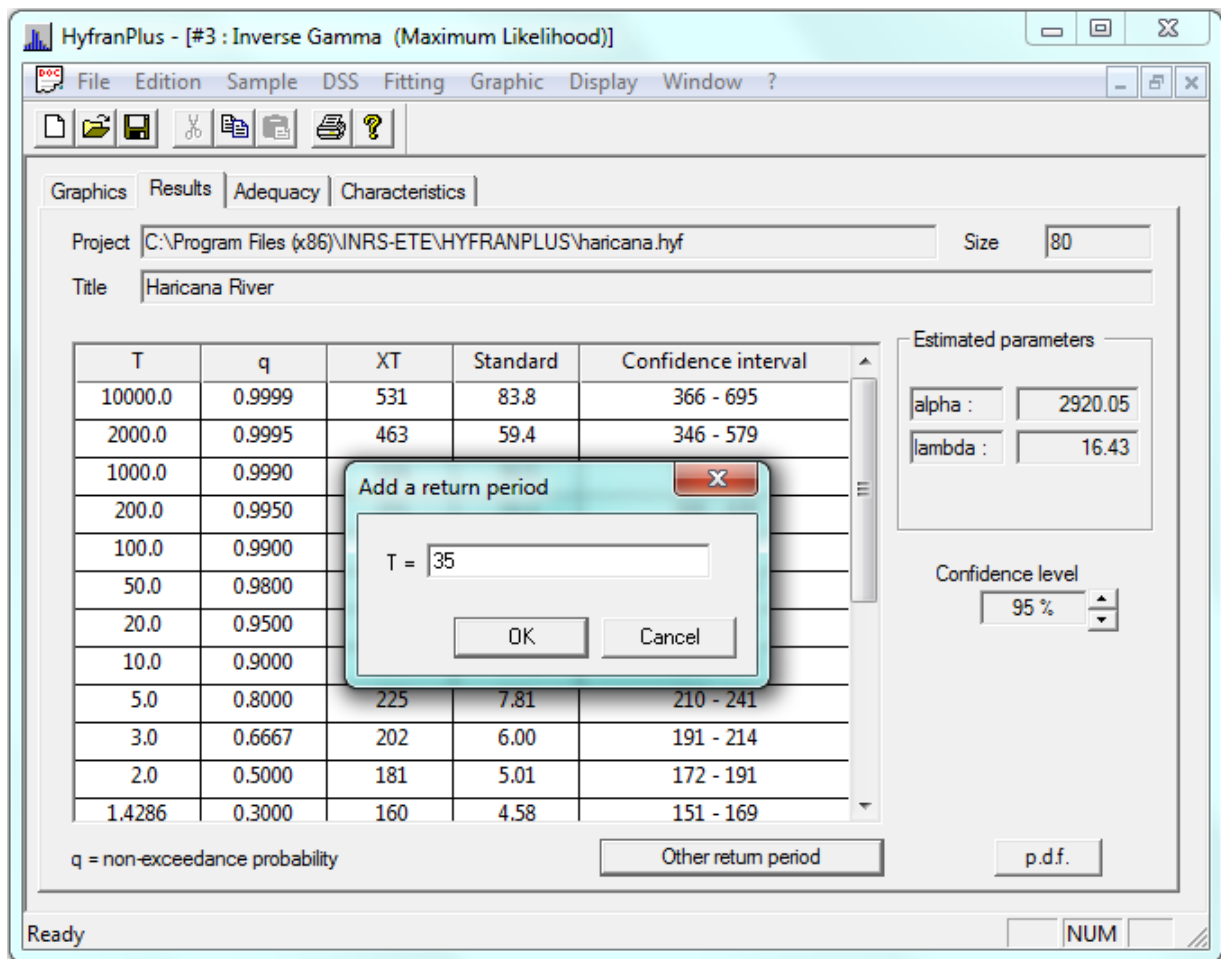 HyfranPlus - [#3 : Inverse Gamma (Maximum Likelihood)]
DOC File Edition Sample DSS Fitting Graphic Display Window ?
Graphics Results Adequacy Characteristics
Project C:\Program Files (x86)\INRS-ETE\HYFRANPLUS\haricana.hyf Size 80
Title Haricana River
T q XT Standard Confidence interval
10000.0 0.9999 531 83.8 366 - 695
2000.0 0.9995 463 59.4 346 - 579
1000.0 0.9990
200.0 0.9950
100.0 0.9900
50.0 0.9800
20.0 0.9500
10.0 0.9000
5.0 0.8000 225 7.81 210 - 241
3.0 0.6667 202 6.00 191 - 214
2.0 0.5000 181 5.01 172 - 191
1.4286 0.3000 160 4.58 151 - 169
Add a return period
T = 35
OK Cancel
Estimated parameters
alpha : 2920.05
lambda : 16.43
Confidence level
95 %
q = non-exceedance probability Other return period p.d.f.
Ready NUM